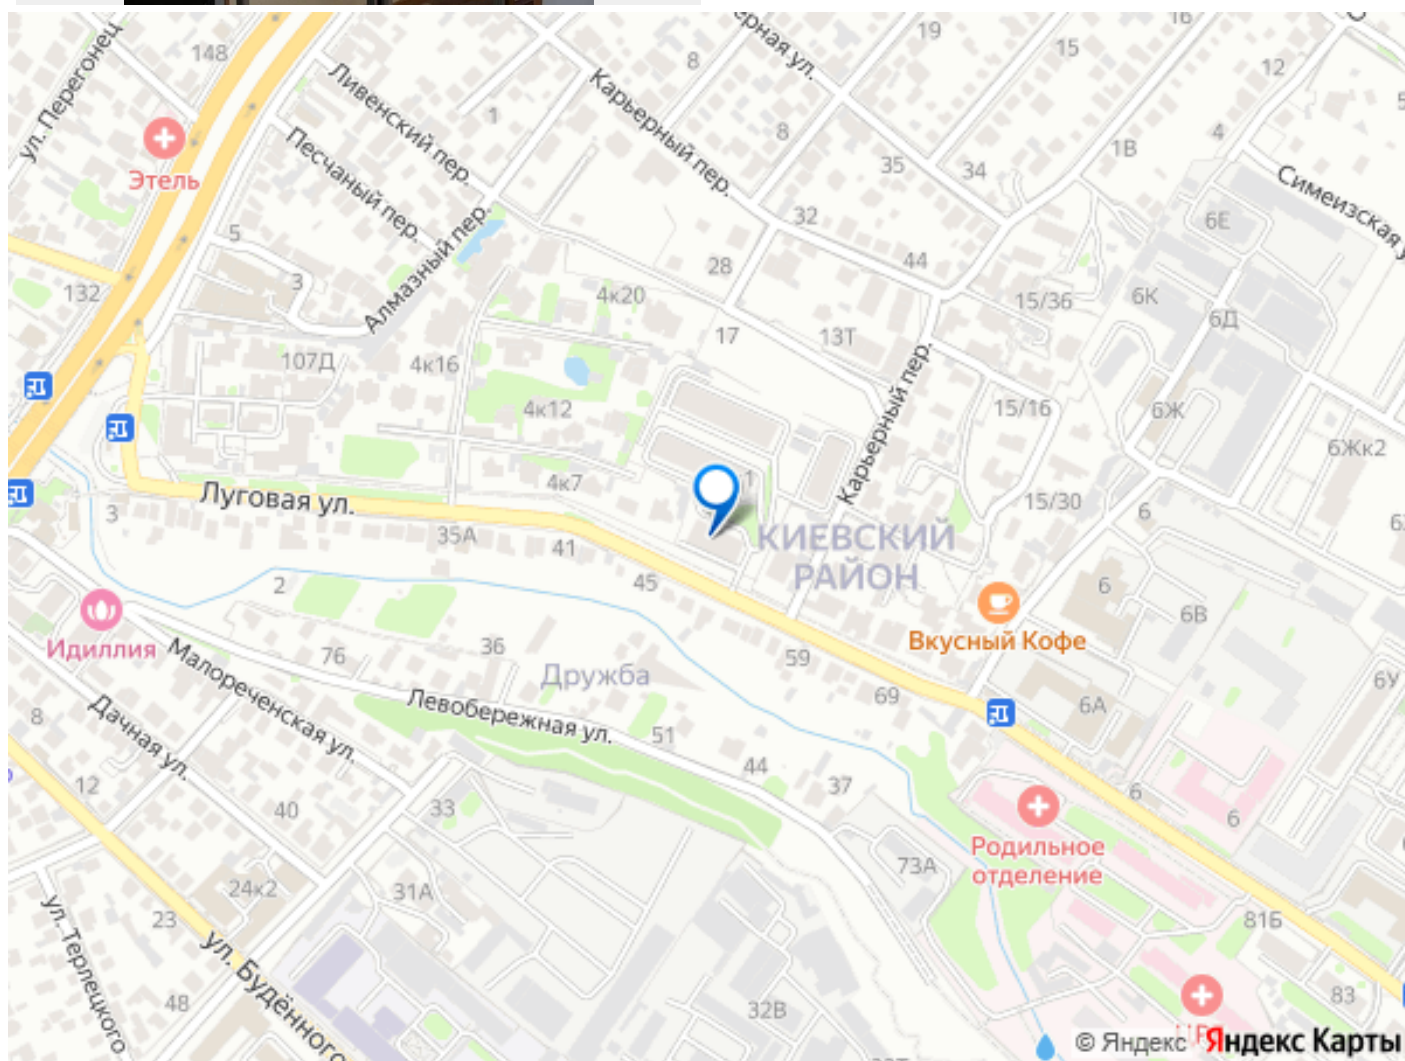 148
ул. Перегонец
Ливенский пер.
Песчаный пер.
Алмазный пер.
Карьерный пер.
ерная ул.
8
19
15
16
12
1
8
35
34
1В
4
Симеизская у
Этель
5
3
132
107Д
4к16
4к20
28
32
44
17
13Т
15/36
6Е
6К
6Д
4к12
4к7
15/16
6Ж
6Жк2
Карьерный пер.
15/30
6
Луговая ул.
3
35А
41
45
1
КИЕВСКИЙ
РАЙОН
6
6В
Вкусный Кофе
2
Идиллия
76
36
Дружба
59
69
6А
6У
Малореченская ул.
Левобережная ул.
Дачная ул.
8
12
40
33
51
44
37
6
6
Родильное
отделение
73А
24к2
31А
23
ул. Терлецкого
ул. Будённого
48
32В
81Б
83
© Яндекс
Яндекс Карты